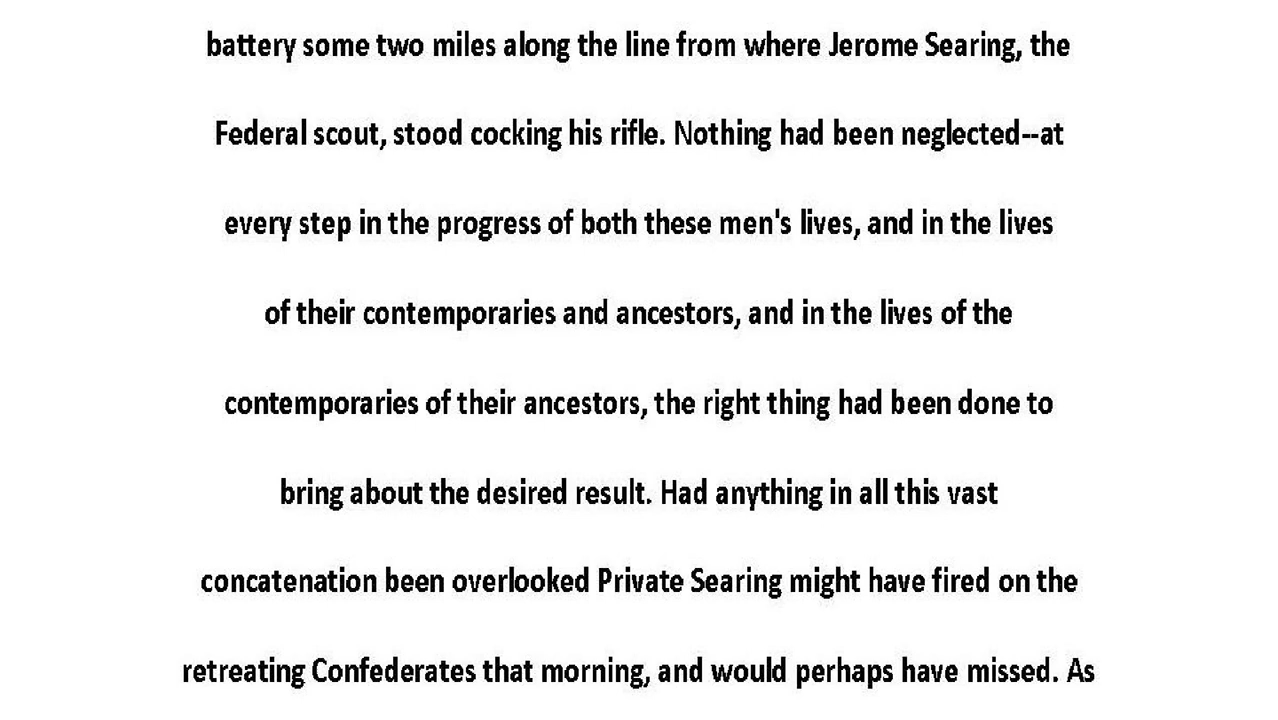 battery some two miles along the line from where Jerome Searing, the
Federal scout, stood cocking his rifle. Nothing had been neglected--at
every step in the progress of both these men's lives, and in the lives
of their contemporaries and ancestors, and in the lives of the
contemporaries of their ancestors, the right thing had been done to
bring about the desired result. Had anything in all this vast
concatenation been overlooked Private Searing might have fired on the
retreating Confederates that morning, and would perhaps have missed. As